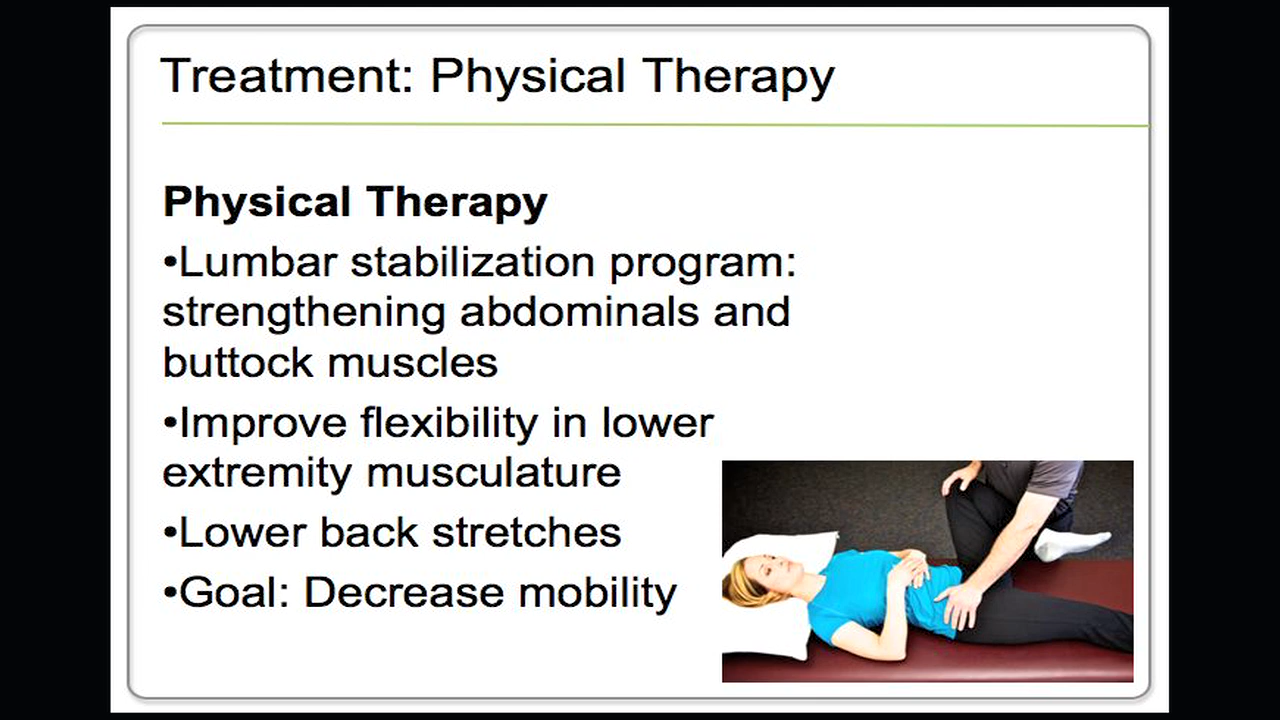 Treatment: Physical Therapy
Physical Therapy
•Lumbar stabilization program:
strengthening abdominals and
buttock muscles
•Improve flexibility in lower
extremity musculature
•Lower back stretches
•Goal: Decrease mobility